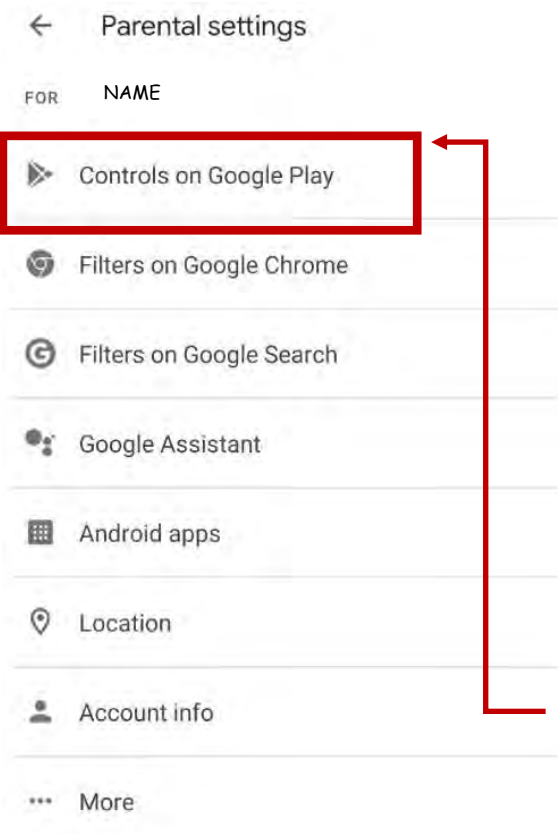 Parental settings
FOR NAME
Controls on Google Play
Filters on Google Chrome
Filters on Google Search
Google Assistant
Android apps
Location
Account info
More